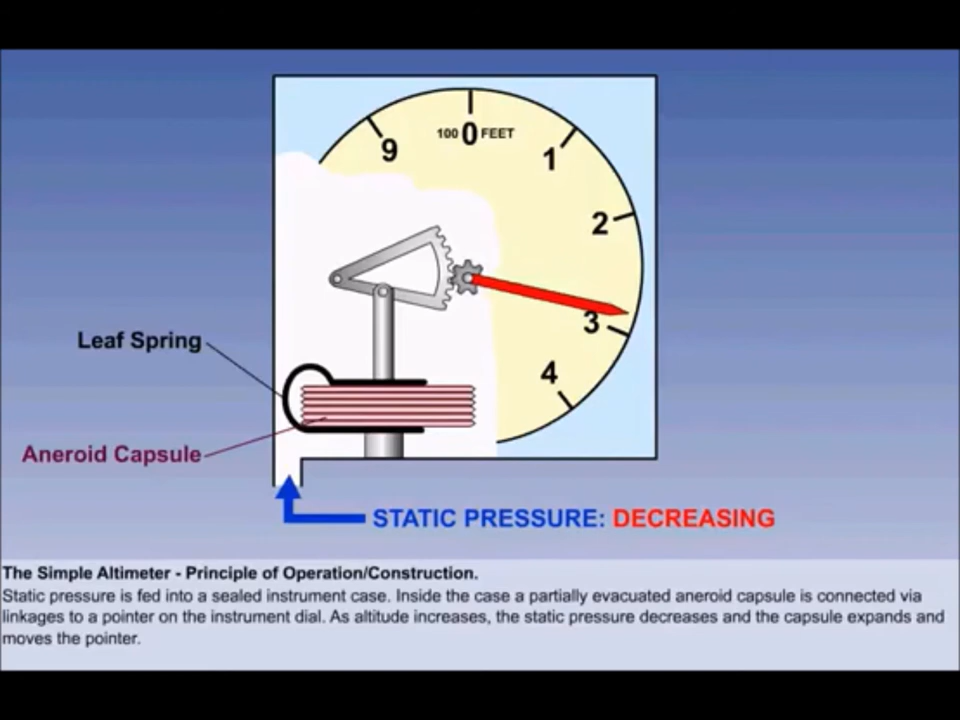 100 0 FEET
9
1
2
3
4
Leaf Spring
Aneroid Capsule
STATIC PRESSURE: DECREASING
The Simple Altimeter - Principle of Operation/Construction.
Static pressure is fed into a sealed instrument case. Inside the case a partially evacuated aneroid capsule is connected via
linkages to a pointer on the instrument dial. As altitude increases, the static pressure decreases and the capsule expands and
moves the pointer.